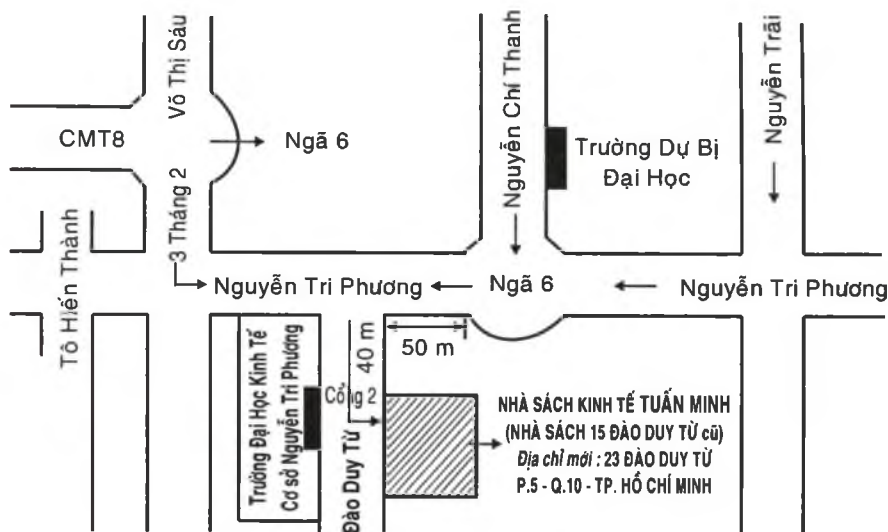 Võ Thị Sáu
CMT8
Ngã 6
3 Tháng 2
Tô Hiến Thành
Nguyễn Chí Thanh
Trường Dự Bị
Đại Học
Nguyễn Trãi
Nguyễn Tri Phương
Ngã 6
Nguyễn Tri Phương
Trường Đại Học Kinh Tế
Cơ sở Nguyễn Tri Phương
Cổng 2
40 m
50 m
Đào Duy Từ
NHÀ SÁCH KINH TẾ TUẤN MINH
(NHÀ SÁCH 15 ĐÀO DUY TỪ cũ)
Địa chỉ mới : 23 ĐÀO DUY TỪ
P.5 - Q.10 - TP. HỒ CHÍ MINH